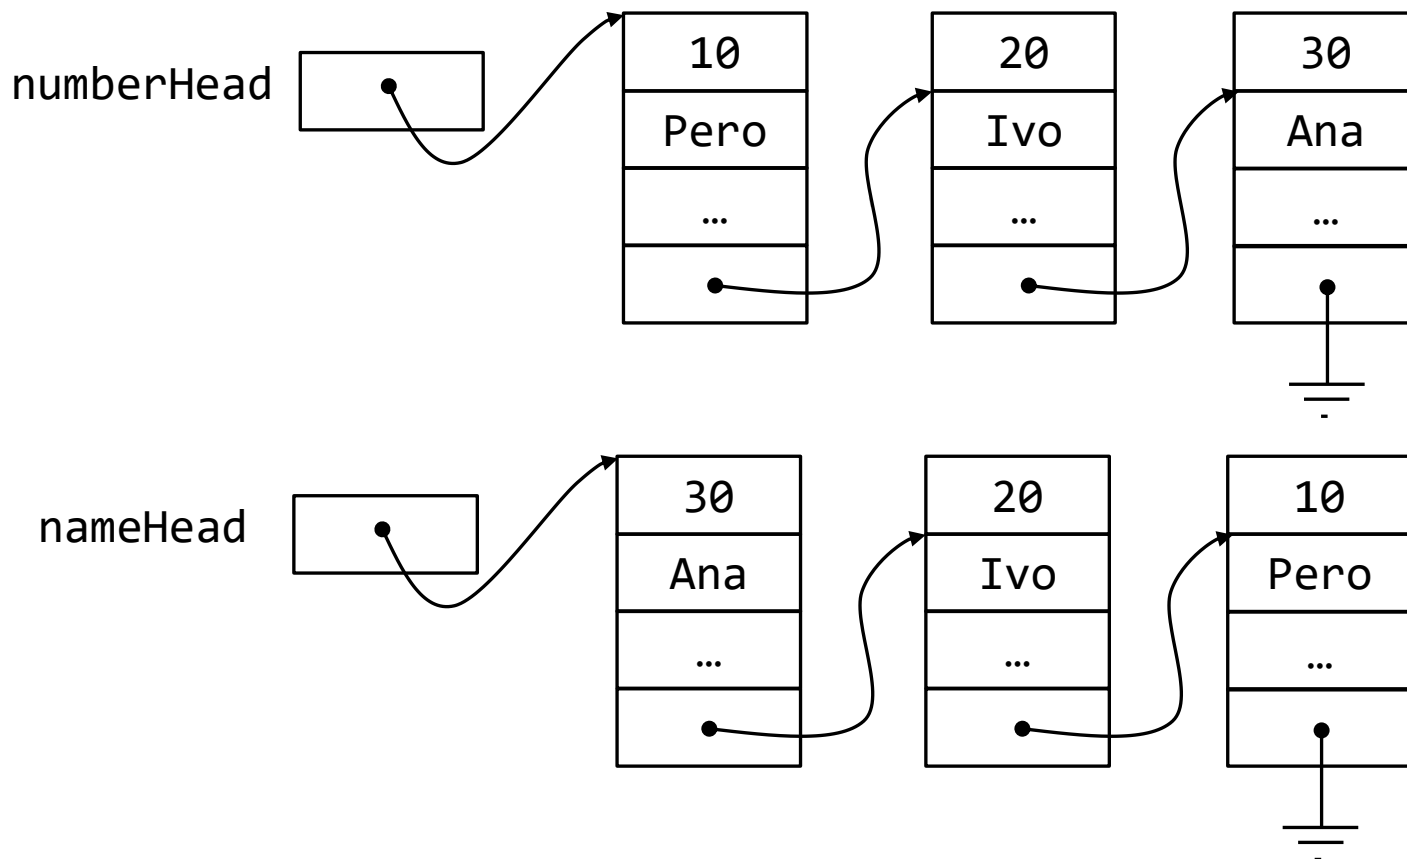 numberHead
10 20 30
Pero Ivo Ana
… … …
nameHead
30 20 10
Ana Ivo Pero
… … …